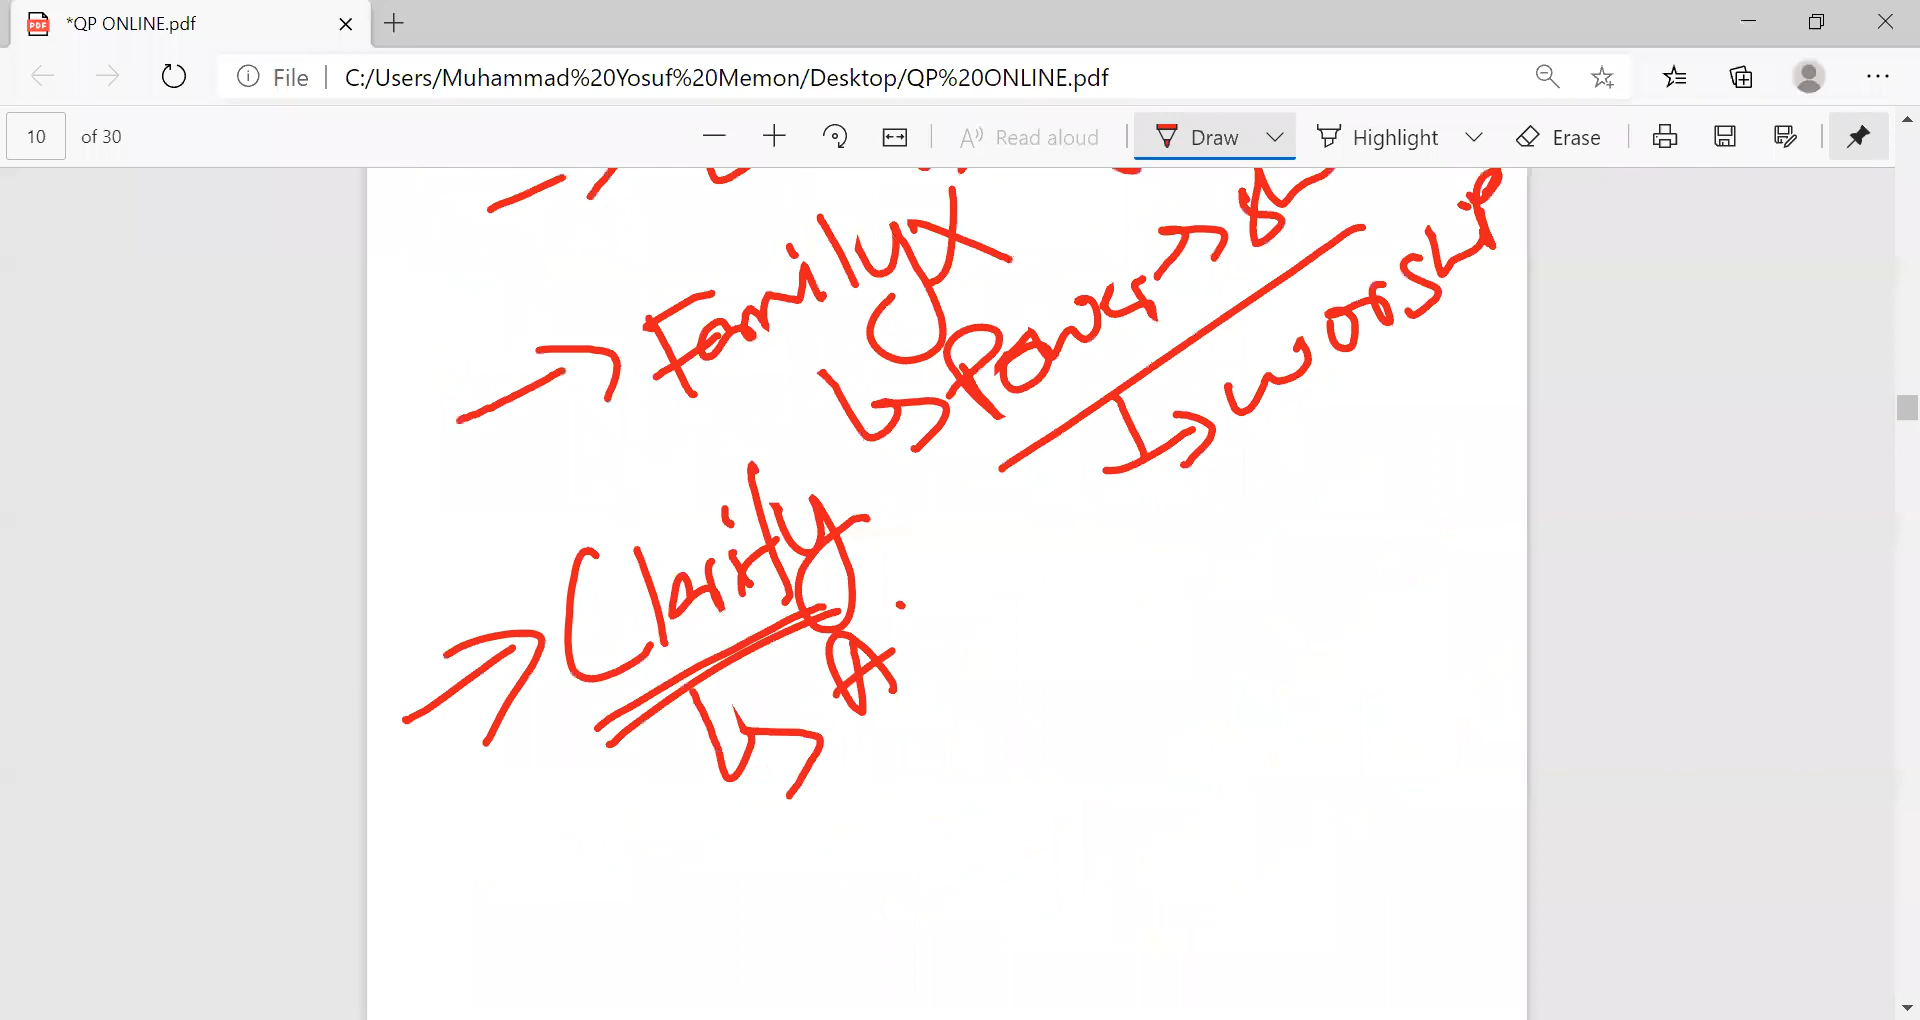 *QP ONLINE.pdf
File | C:/Users/Muhammad%20Yosuf%20Memon/Desktop/QP%20ONLINE.pdf
10 of 30
Read aloud
Draw
Highlight
Erase
→ Family x
↳ Power →
I → worship
→ Clarify
↳ A